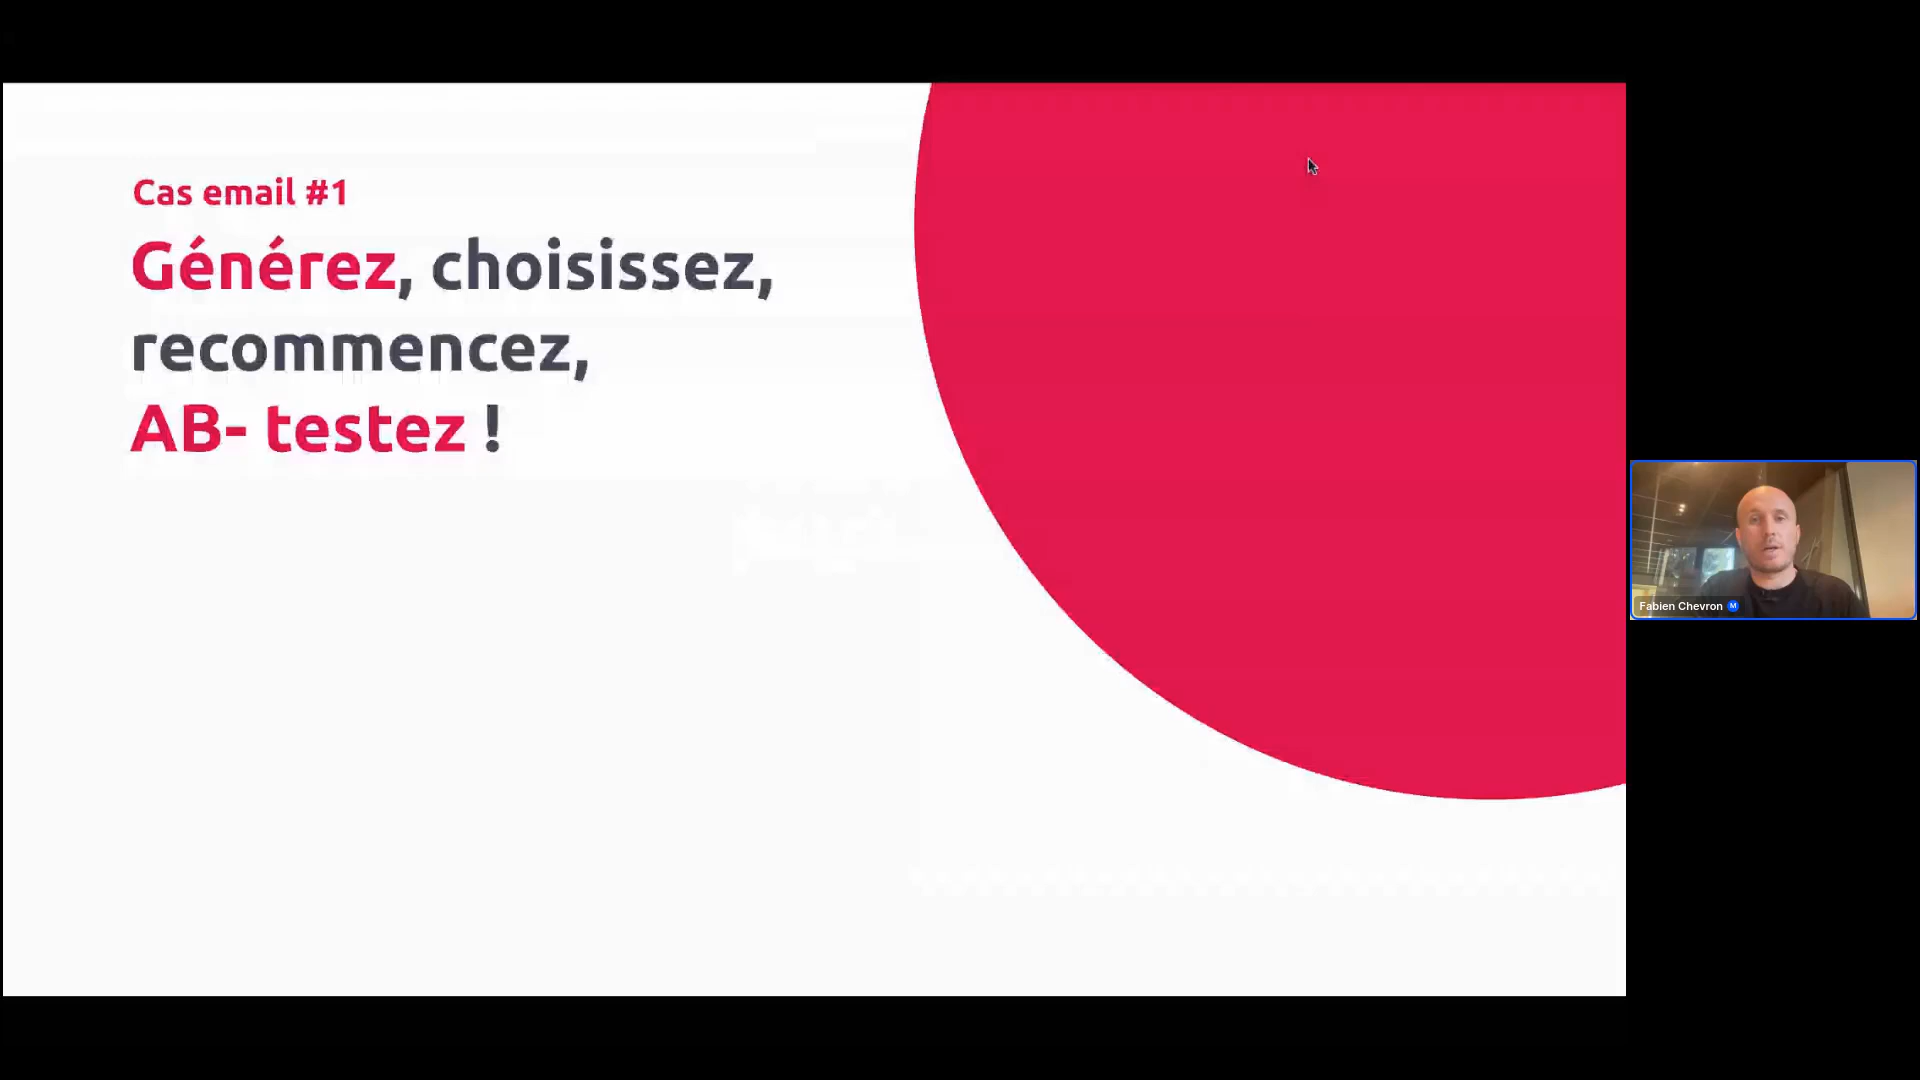 Cas email #1
Générez, choisissez,
recommencez,
AB- testez !
Fabien Chevron M